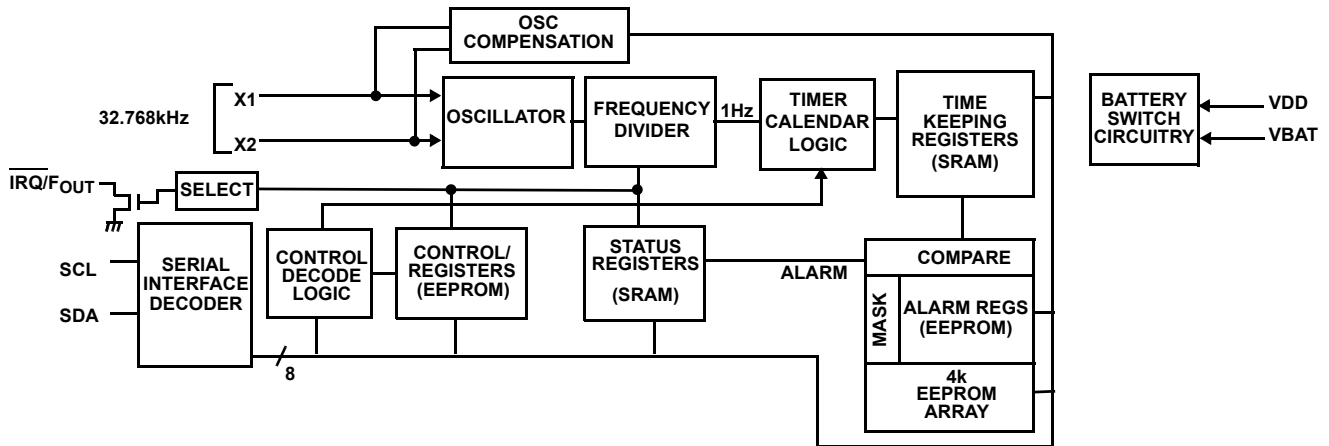 OSC
COMPENSATION
32.768kHz
X1
X2
OSCILLATOR
FREQUENCY
DIVIDER
1Hz
TIMER
CALENDAR
LOGIC
TIME
KEEPING
REGISTERS
(SRAM)
BATTERY
SWITCH
CIRCUITRY
VDD
VBAT
IRQ/FOUT
SELECT
SCL
SDA
SERIAL
INTERFACE
DECODER
CONTROL
DECODE
LOGIC
CONTROL/
REGISTERS
(EEPROM)
STATUS
REGISTERS
(SRAM)
ALARM
COMPARE
MASK
ALARM REGS
(EEPROM)
4k
EEPROM
ARRAY
8